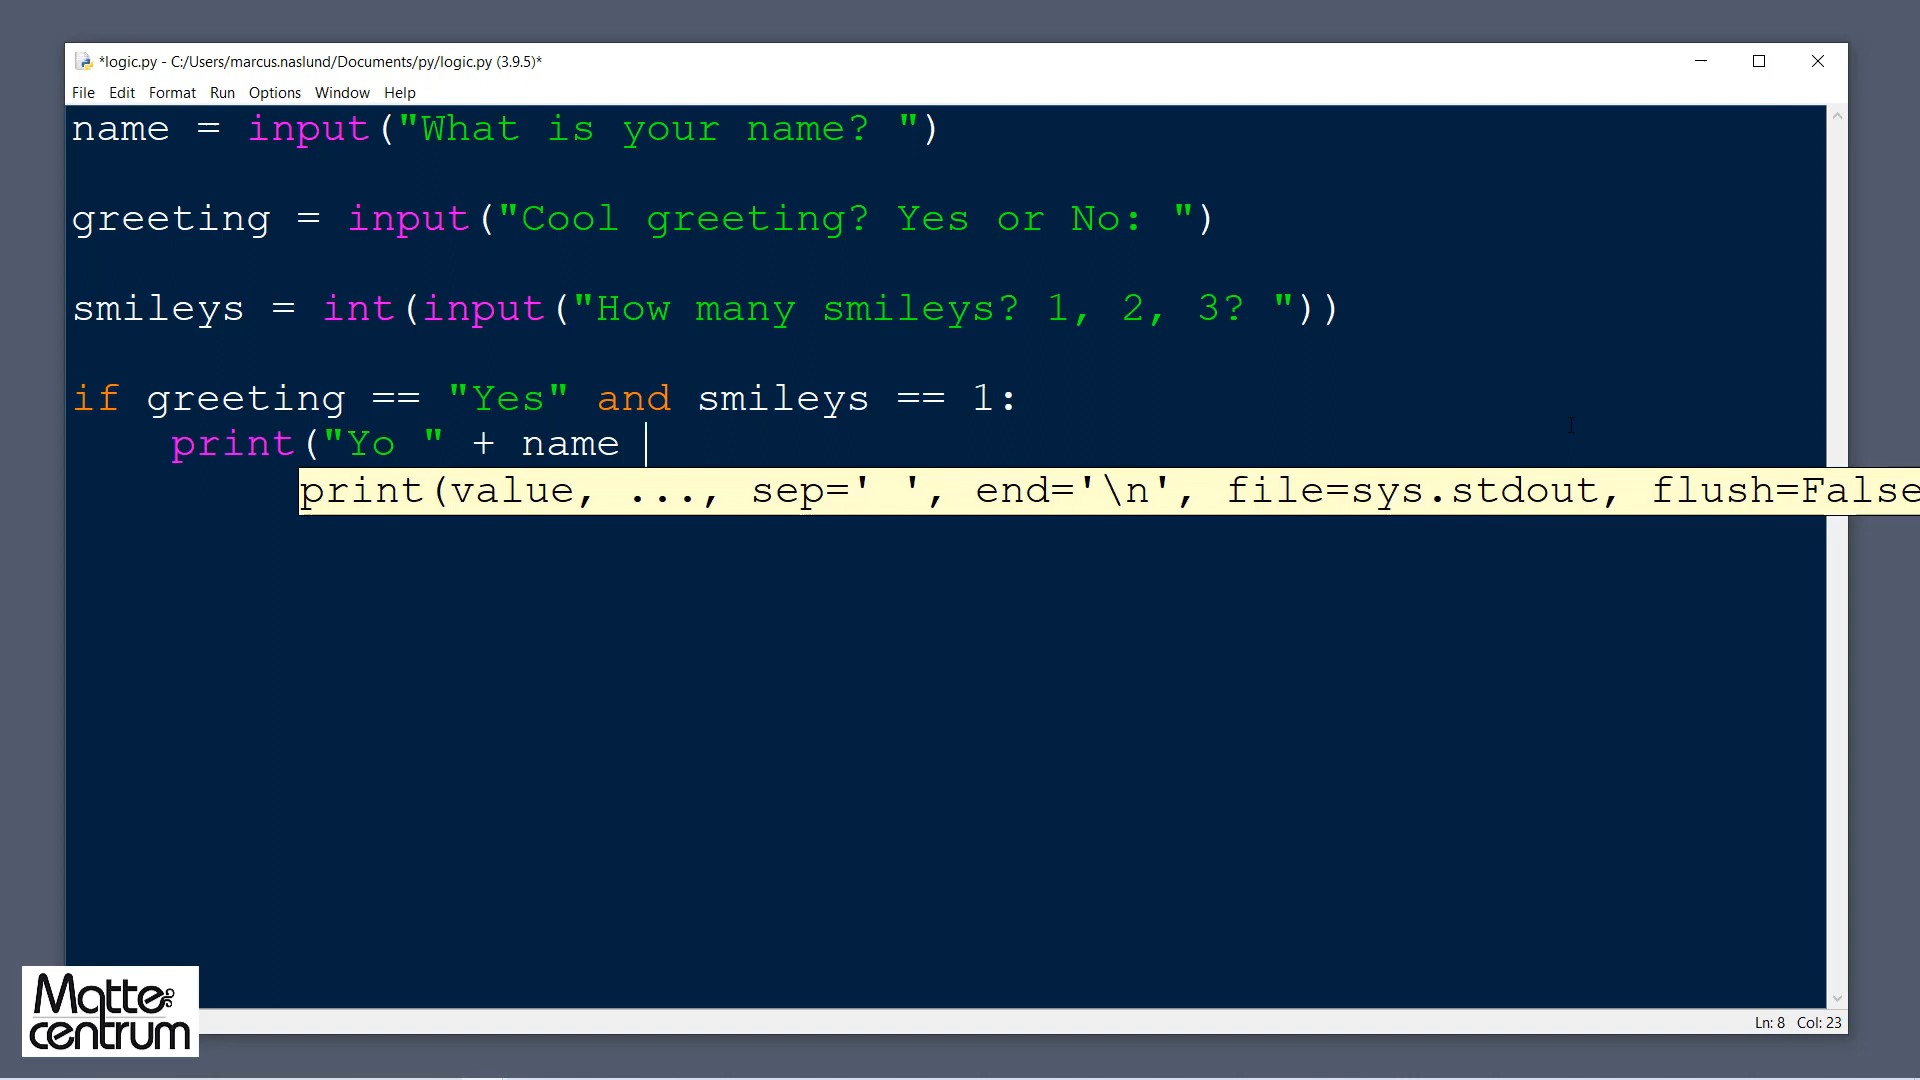 *logic.py - C:/Users/marcus.naslund/Documents/py/logic.py (3.9.5)*
File Edit Format Run Options Window Help
name = input("What is your name? ")
greeting = input("Cool greeting? Yes or No: ")
smileys = int(input("How many smileys? 1, 2, 3? "))
if greeting == "Yes" and smileys == 1:
    print("Yo " + name
print(value, ..., sep=' ', end='\n', file=sys.stdout, flush=False
Matte
centrum
Ln: 8 Col: 23